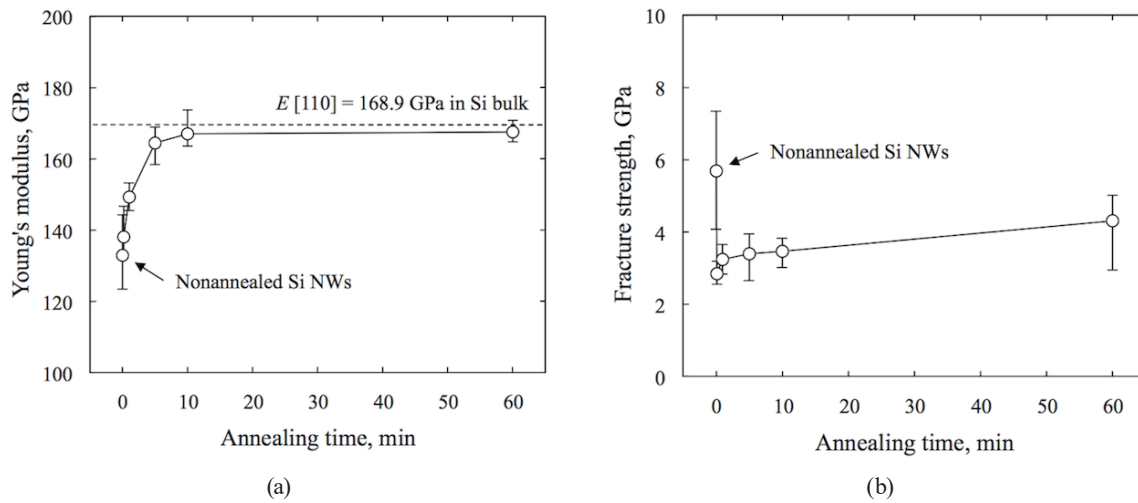 200
180
160
140
120
100
Young's modulus, GPa
E [110] = 168.9 GPa in Si bulk
Nonannealed Si NWs
0 10 20 30 40 50 60
Annealing time, min
(a)
10
8
6
4
2
0
Fracture strength, GPa
Nonannealed Si NWs
0 10 20 30 40 50 60
Annealing time, min
(b)